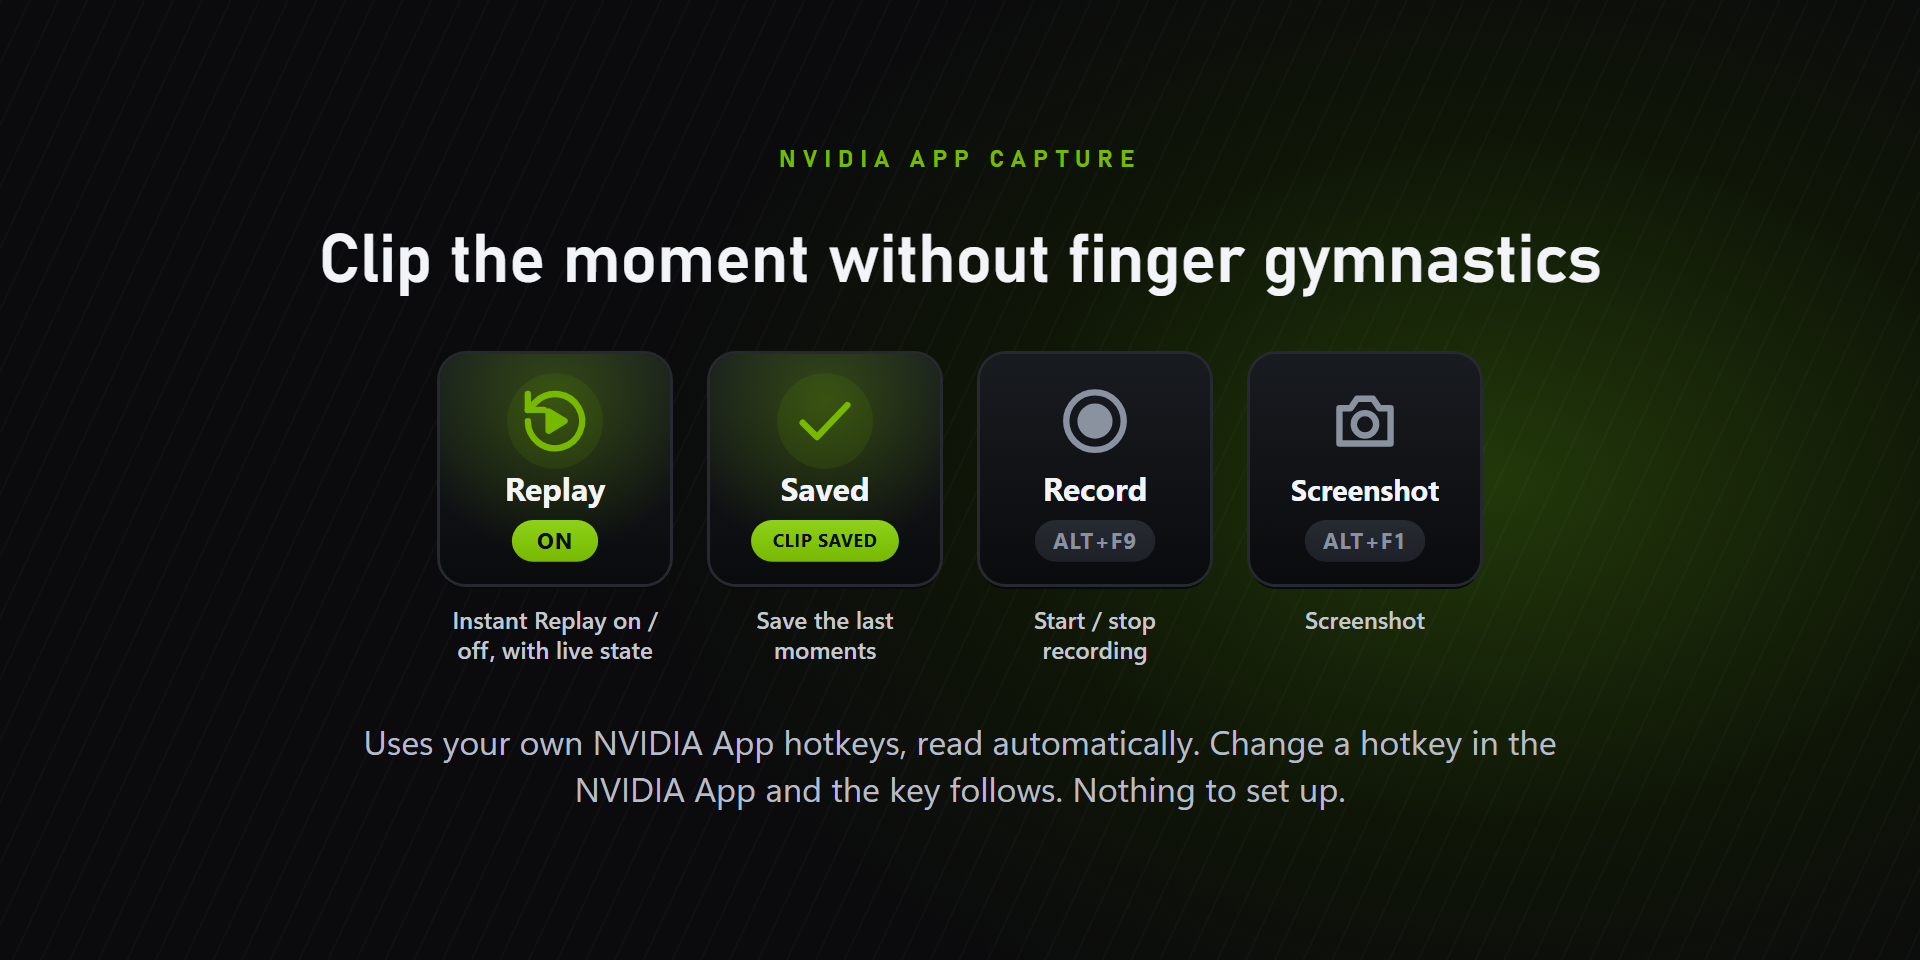 NVIDIA APP CAPTURE
Clip the moment without finger gymnastics
Replay
ON
Instant Replay on /
off, with live state
Saved
CLIP SAVED
Save the last
moments
Record
ALT+F9
Start / stop
recording
Screenshot
ALT+F1
Screenshot
Uses your own NVIDIA App hotkeys, read automatically. Change a hotkey in the
NVIDIA App and the key follows. Nothing to set up.